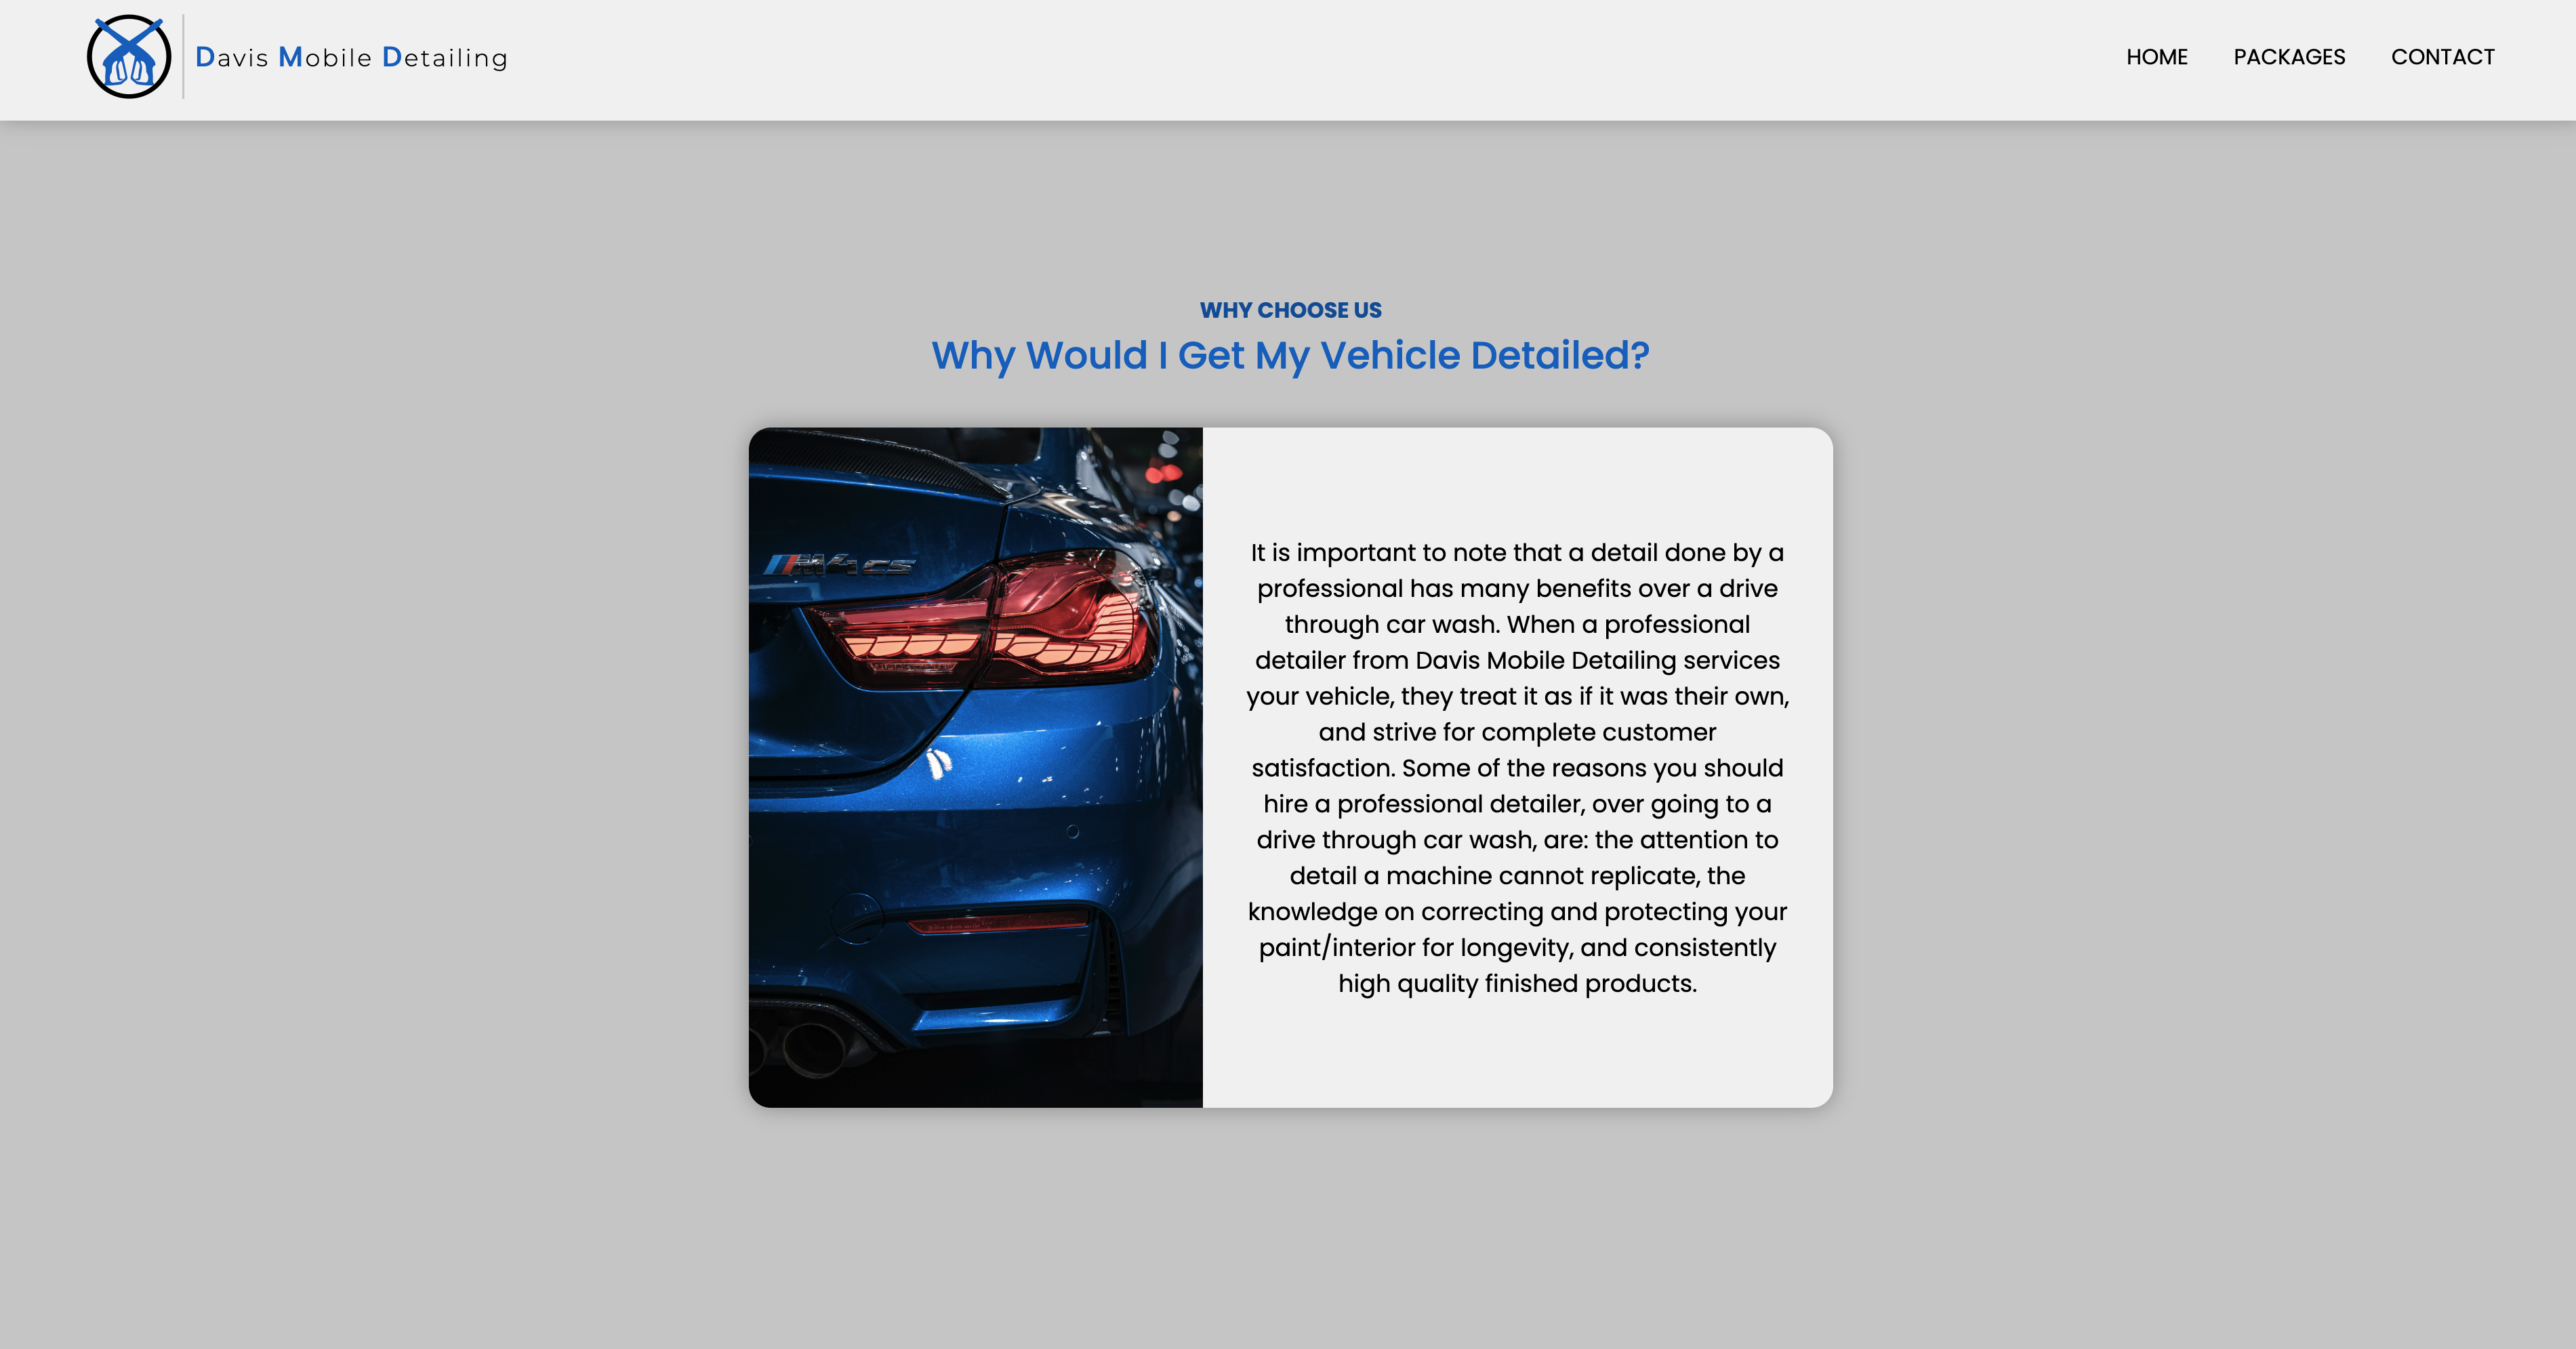 Davis Mobile Detailing
HOME PACKAGES CONTACT
WHY CHOOSE US
Why Would I Get My Vehicle Detailed?
M4 CS
It is important to note that a detail done by a
professional has many benefits over a drive
through car wash. When a professional
detailer from Davis Mobile Detailing services
your vehicle, they treat it as if it was their own,
and strive for complete customer
satisfaction. Some of the reasons you should
hire a professional detailer, over going to a
drive through car wash, are: the attention to
detail a machine cannot replicate, the
knowledge on correcting and protecting your
paint/interior for longevity, and consistently
high quality finished products.